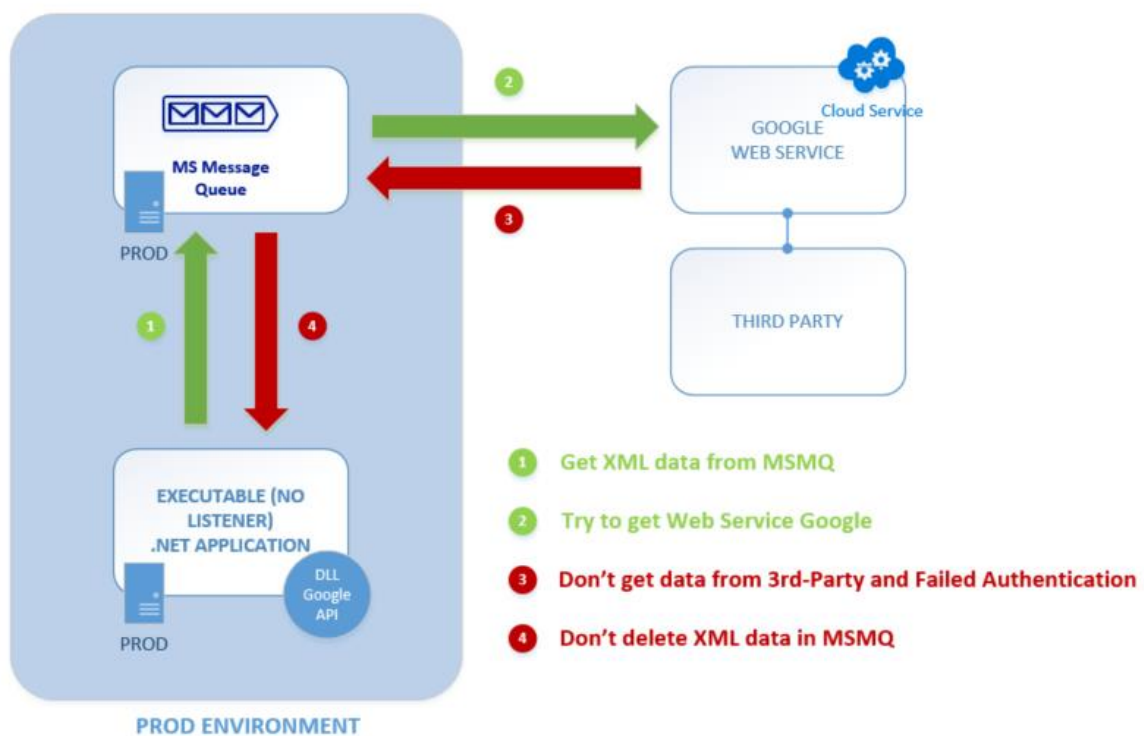 MS Message
Queue
PROD
2
3
Cloud Service
GOOGLE
WEB SERVICE
THIRD PARTY
1
4
EXECUTABLE (NO
LISTENER)
.NET APPLICATION
DLL
Google
API
PROD
PROD ENVIRONMENT
1 Get XML data from MSMQ
2 Try to get Web Service Google
3 Don’t get data from 3rd-Party and Failed Authentication
4 Don’t delete XML data in MSMQ